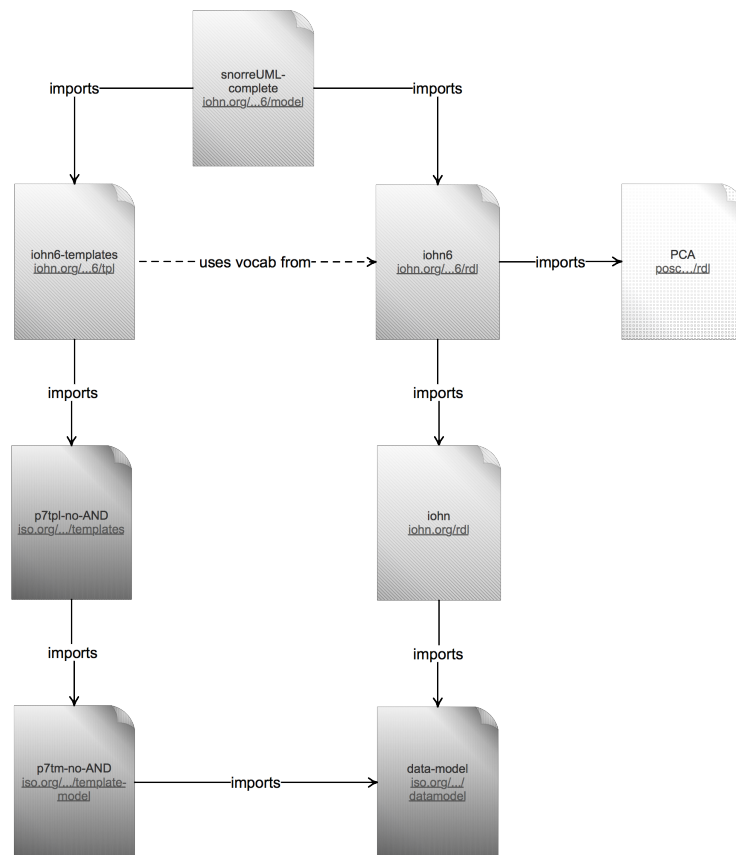 snorreUML-
complete
iohn.org/...6/model
imports
imports
iohn6-templates
iohn.org/...6/tpl
uses vocab from
iohn6
iohn.org/...6/rdl
imports
PCA
posc.../rdl
imports
imports
p7tpl-no-AND
iso.org/.../templates
iohn
iohn.org/rdl
imports
imports
p7tm-no-AND
iso.org/.../template-
model
imports
data-model
iso.org/.../
datamodel